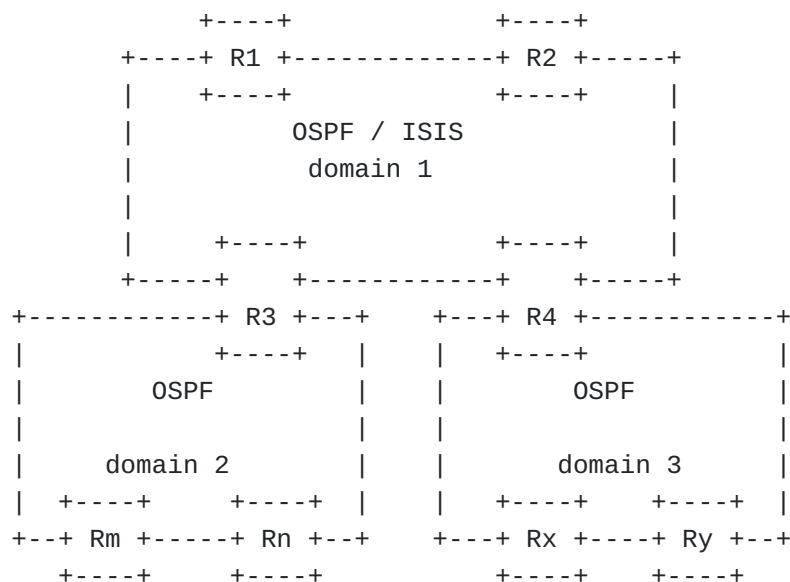 R1 R2
OSPF / ISIS
domain 1
R3 R4
OSPF OSPF
domain 2 domain 3
Rm Rn Rx Ry